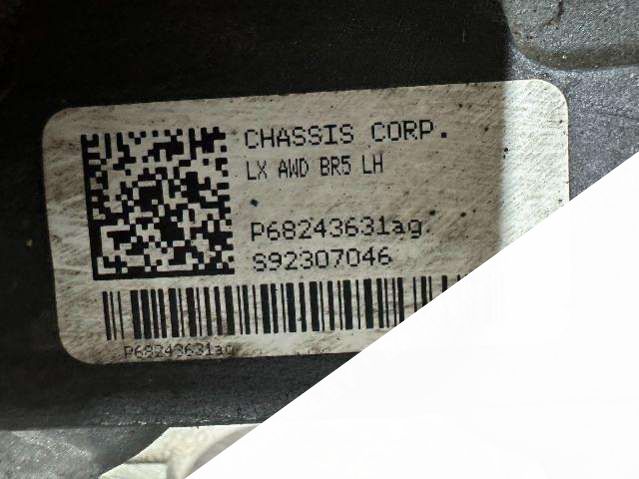 CHASSIS CORP.
LX AWD BR5 LH
P68243631ag
S92307046
P68243631ag